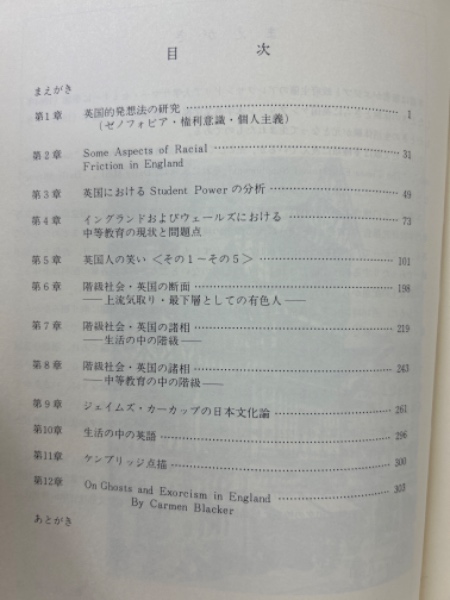 目 次
まえがき
第1章 英国的発想法の研究 …… 1
(ゼノフォビア・権利意識・個人主義)
第2章 Some Aspects of Racial …… 31
Friction in England
第3章 英国における Student Power の分析 …… 49
第4章 イングランドおよびウェールズにおける …… 73
中等教育の現状と問題点
第5章 英国人の笑い <その1-その5> …… 101
第6章 階級社会・英国の断面 …… 198
――上流気取り・最下層としての有色人――
第7章 階級社会・英国の諸相 …… 219
――生活の中の階級――
第8章 階級社会・英国の諸相 …… 243
――中等教育の中の階級――
第9章 ジェイムズ・カーカップの日本文化論 …… 261
第10章 生活の中の英語 …… 296
第11章 ケンブリッジ点描 …… 300
第12章 On Ghosts and Exorcism in England …… 303
By Carmen Blacker
あとがき